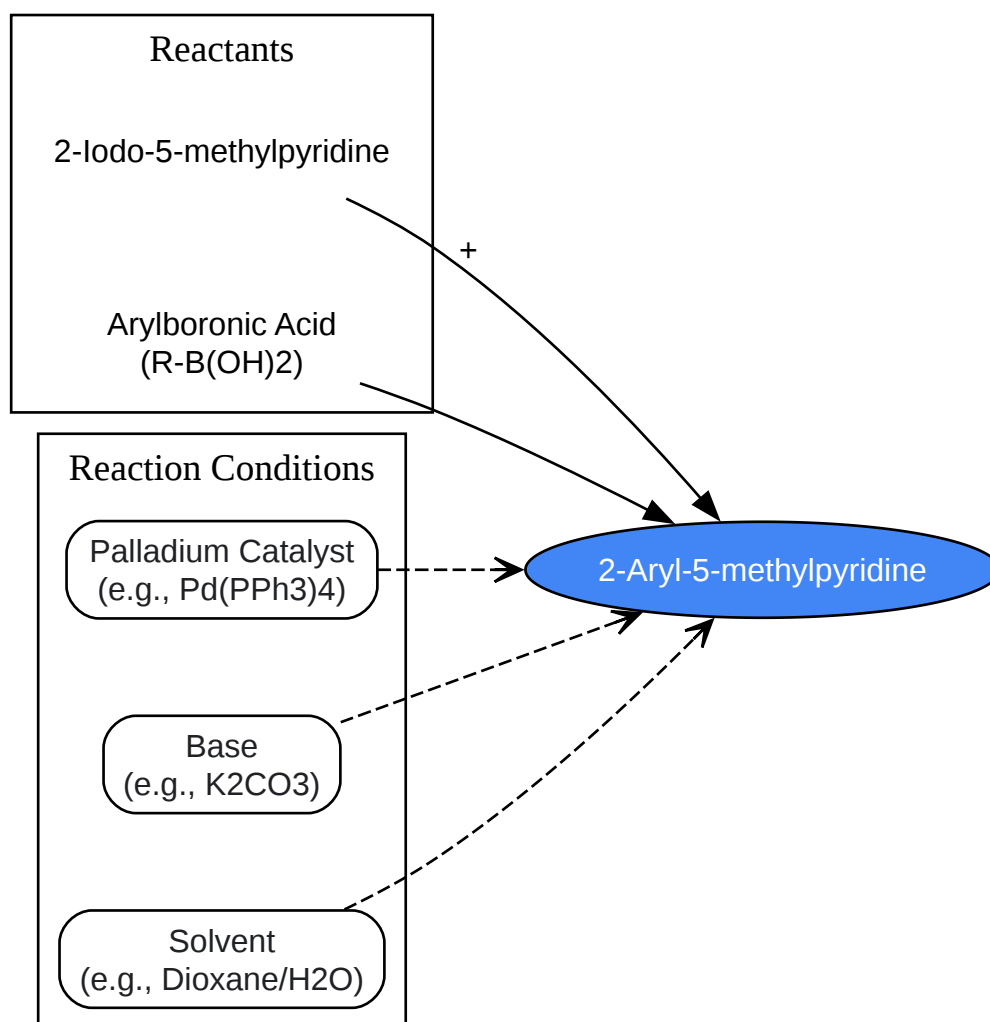 Reactants
2-Iodo-5-methylpyridine
+
Arylboronic Acid
(R-B(OH)2)
Reaction Conditions
Palladium Catalyst
(e.g., Pd(PPh3)4)
2-Aryl-5-methylpyridine
Base
(e.g., K2CO3)
Solvent
(e.g., Dioxane/H2O)